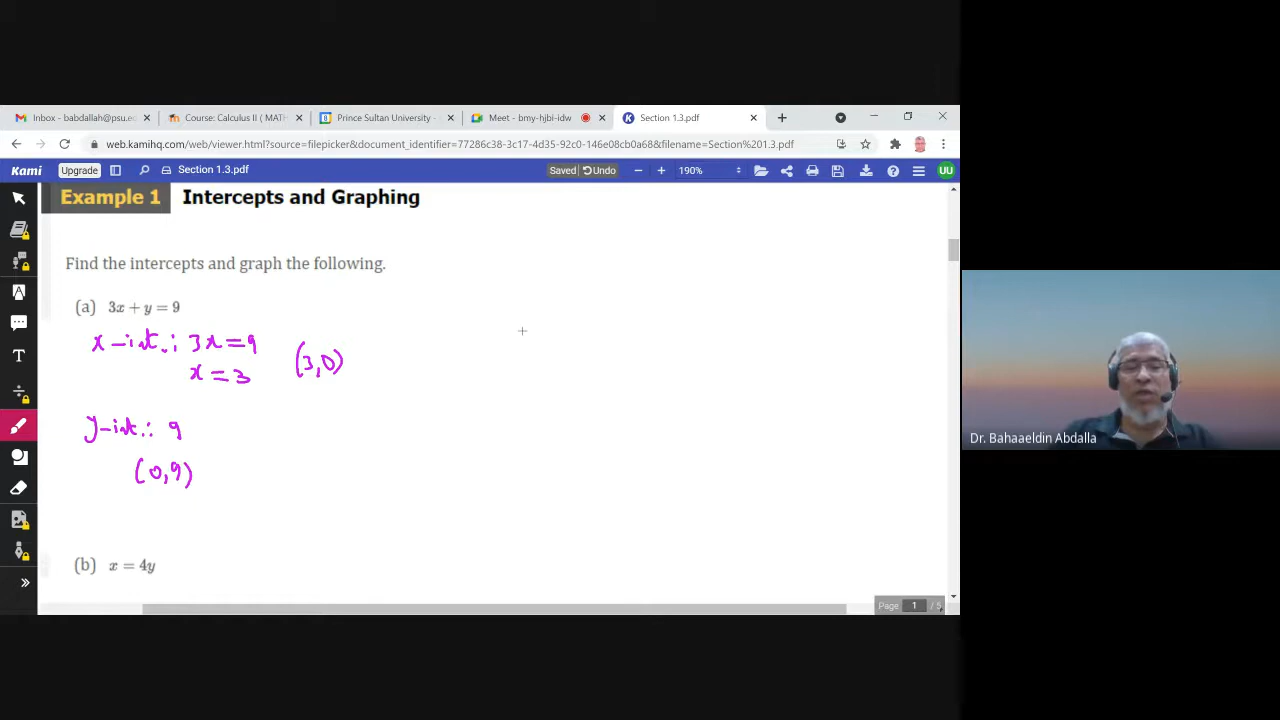 Inbox - babdallah@psu.ed
Course: Calculus II ( MATH
Prince Sultan University -
Meet - bmy-hjbi-idw
Section 1.3.pdf
web.kamihq.com/web/viewer.html?source=filepicker&document_identifier=77286c38-3c17-4d35-92c0-146e08cb0a68&filename=Section%201.3.pdf
Kami Upgrade Section 1.3.pdf Saved Undo 190% UU
Example 1 Intercepts and Graphing
Find the intercepts and graph the following.
(a) 3x + y = 9
x-int.: 3x = 9
x = 3 (3,0)
y-int.: 9
(0,9)
(b) x = 4y
Page 1 / 5
Dr. Bahaaeldin Abdalla